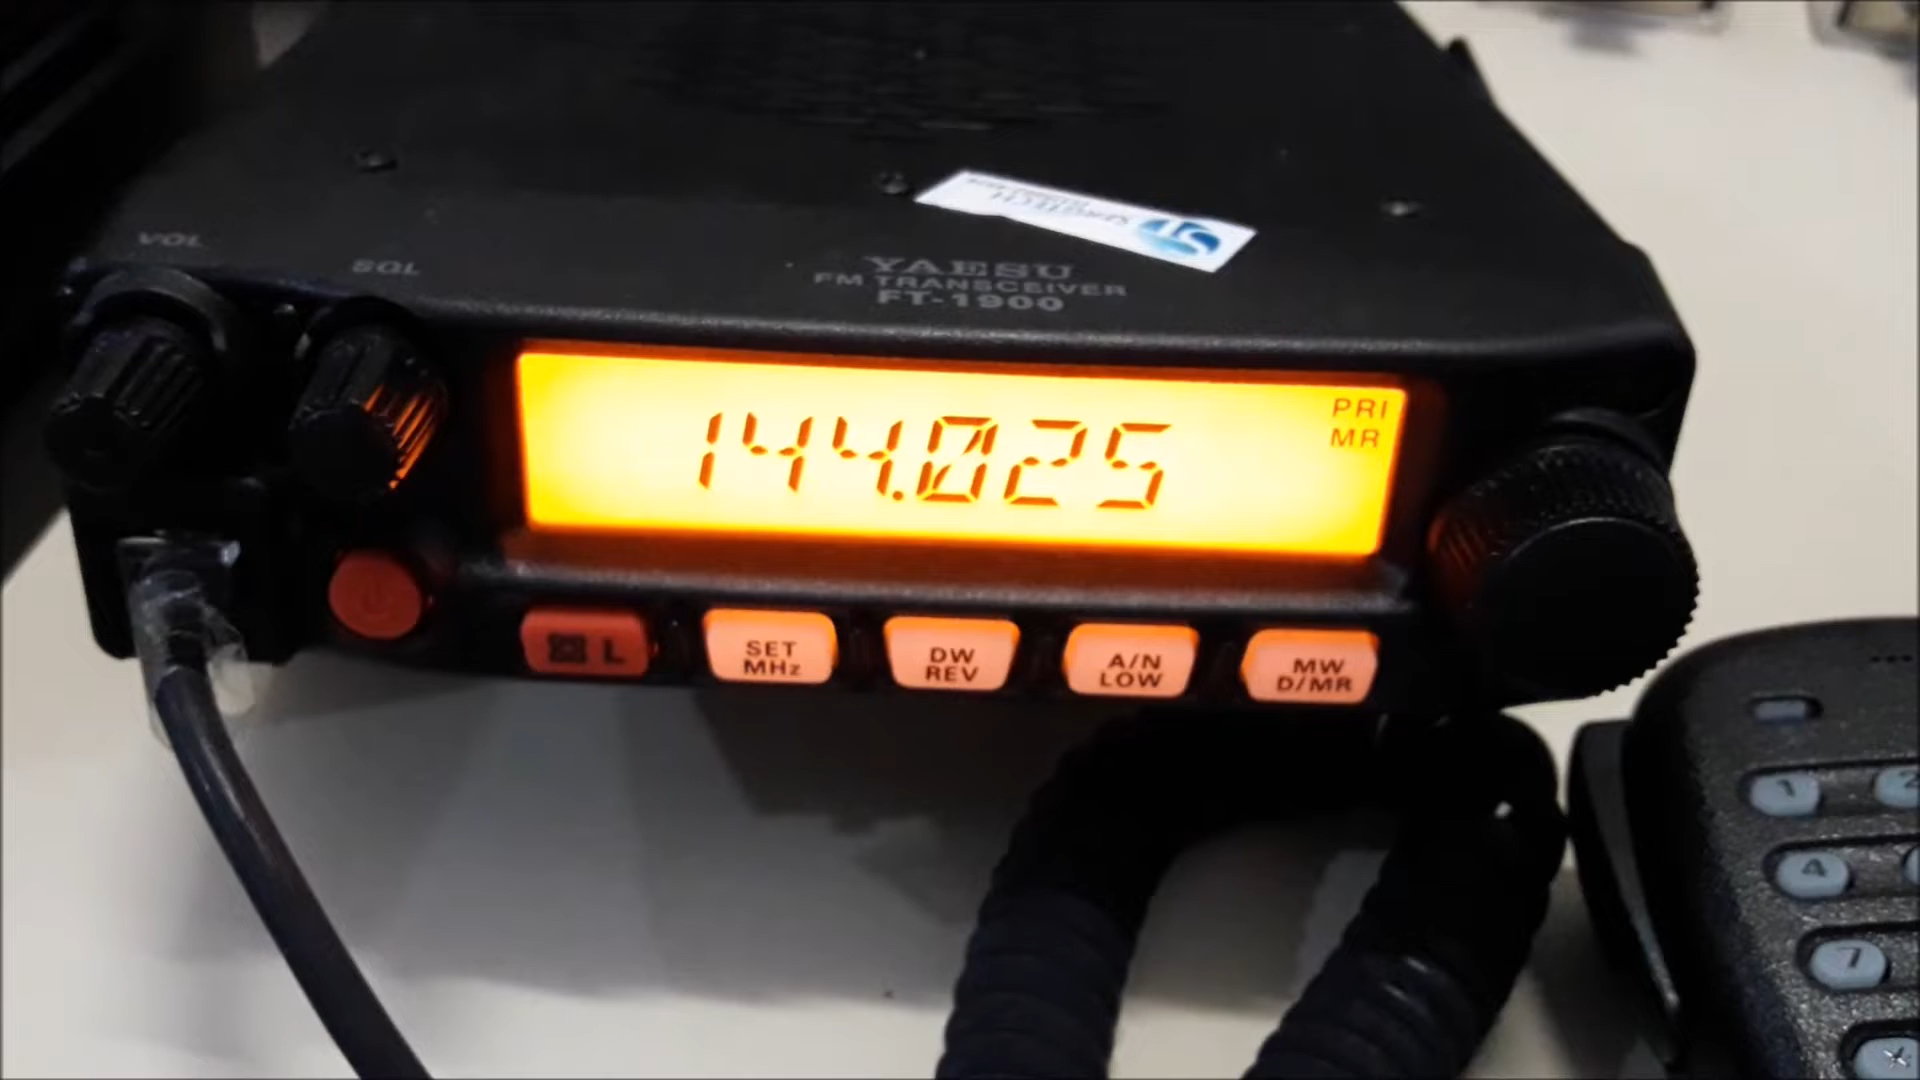 VOL
SQL
YAESU
FM TRANSCEIVER
FT-1900
PRI
MR
144.025
L
SET
MHz
DW
REV
A/N
LOW
MW
D/MR
1
2
4
7